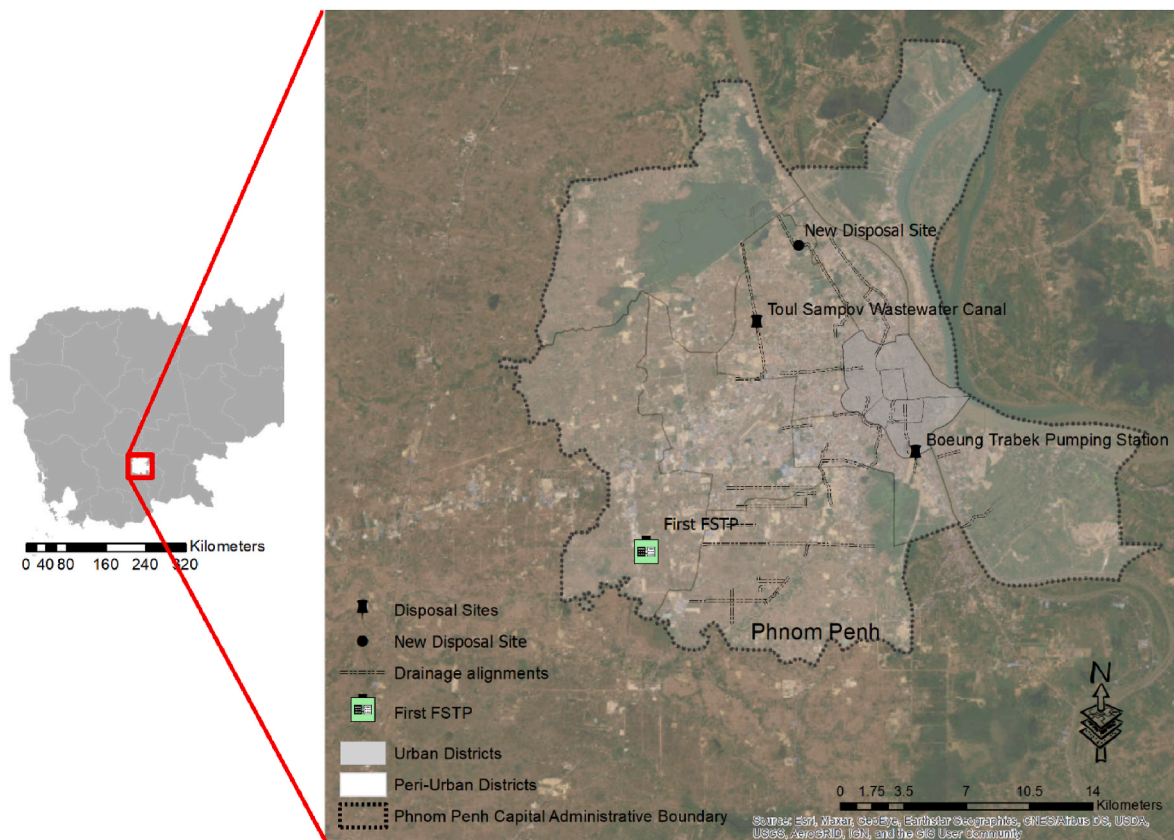 New Disposal Site
Toul Sampov Wastewater Canal
Boeung Trabek Pumping Station
First FSTP
Phnom Penh
Kilometers
0 40 80 160 240 320
Disposal Sites
New Disposal Site
Drainage alignments
First FSTP
Urban Districts
Peri-Urban Districts
Phnom Penh Capital Administrative Boundary
N
0 1.75 3.5 7 10.5 14
Kilometers
Source: Esri, Maxar, GeoEye, Earthstar Geographics, CNES/Airbus DS, USDA,
USGS, AeroGRID, IGN, and the GIS User Community